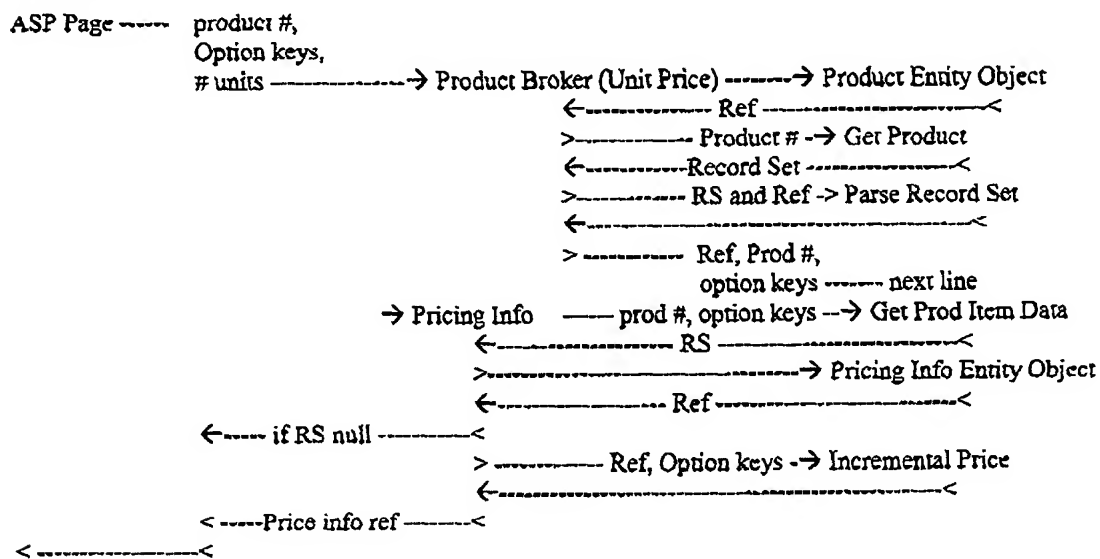 ASP Page ------ product #,
Option keys,
# units ----------------→ Product Broker (Unit Price) --------→ Product Entity Object
←-------------- Ref ---------------------------<
>-------------- Product # -→ Get Product
←-----------Record Set -----------------<
>------------ RS and Ref -> Parse Record Set
←---------------------------------------------<
> ------------ Ref, Prod #,
option keys ------- next line
→ Pricing Info ----- prod #, option keys --→ Get Prod Item Data
←-------------------- RS ---------------------------<
>---------------------------------------→ Pricing Info Entity Object
←------------------- Ref -------------------------<
←----- if RS null ----------<
> ------------ Ref, Option keys -→ Incremental Price
←----------------------------------------------<
< -----Price info ref --------<
< ------------------<